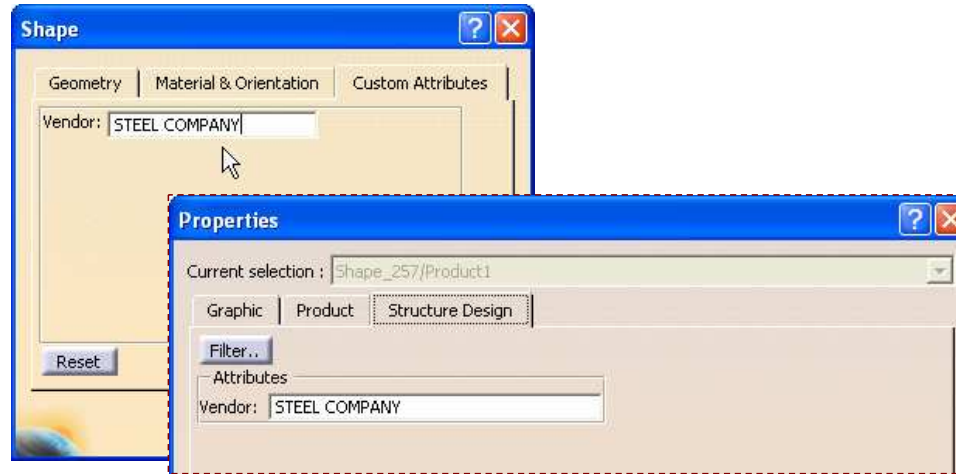 Shape
Geometry Material & Orientation Custom Attributes
Vendor: STEEL COMPANY
Properties
Current selection : Shape_257/Product1
Graphic Product Structure Design
Filter..
Reset
Attributes
Vendor: STEEL COMPANY